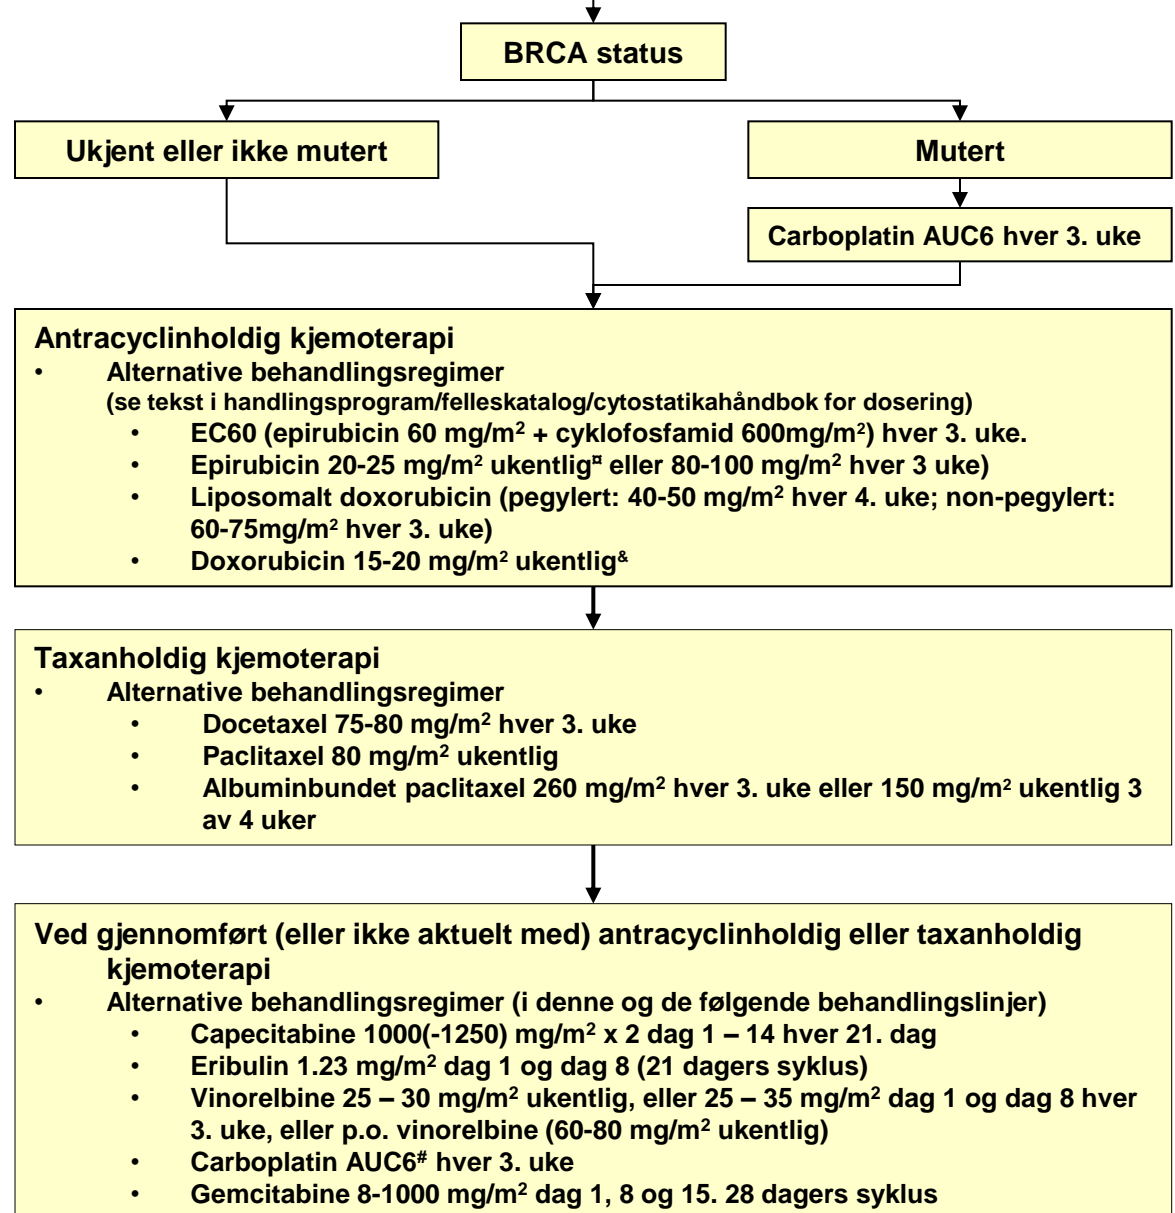 BRCA status
Ukjent eller ikke mutert
Mutert
Carboplatin AUC6 hver 3. uke
Antracyclinholdig kjemoterapi
• Alternative behandlingsregimer
(se tekst i handlingsprogram/felleskatalog/cytostatikahåndbok for dosering)
• EC60 (epirubicin 60 mg/m² + cyklofosfamid 600mg/m²) hver 3. uke.
• Epirubicin 20-25 mg/m² ukentlig¤ eller 80-100 mg/m² hver 3 uke)
• Liposomalt doxorubicin (pegylert: 40-50 mg/m² hver 4. uke; non-pegylert:
60-75mg/m² hver 3. uke)
• Doxorubicin 15-20 mg/m² ukentlig&
Taxanholdig kjemoterapi
• Alternative behandlingsregimer
• Docetaxel 75-80 mg/m² hver 3. uke
• Paclitaxel 80 mg/m² ukentlig
• Albuminbundet paclitaxel 260 mg/m² hver 3. uke eller 150 mg/m² ukentlig 3
av 4 uker
Ved gjennomført (eller ikke aktuelt med) antracyclinholdig eller taxanholdig
kjemoterapi
• Alternative behandlingsregimer (i denne og de følgende behandlingslinjer)
• Capecitabine 1000(-1250) mg/m² x 2 dag 1 – 14 hver 21. dag
• Eribulin 1.23 mg/m² dag 1 og dag 8 (21 dagers syklus)
• Vinorelbine 25 – 30 mg/m² ukentlig, eller 25 – 35 mg/m² dag 1 og dag 8 hver
3. uke, eller p.o. vinorelbine (60-80 mg/m² ukentlig)
• Carboplatin AUC6# hver 3. uke
• Gemcitabine 8-1000 mg/m² dag 1, 8 og 15. 28 dagers syklus